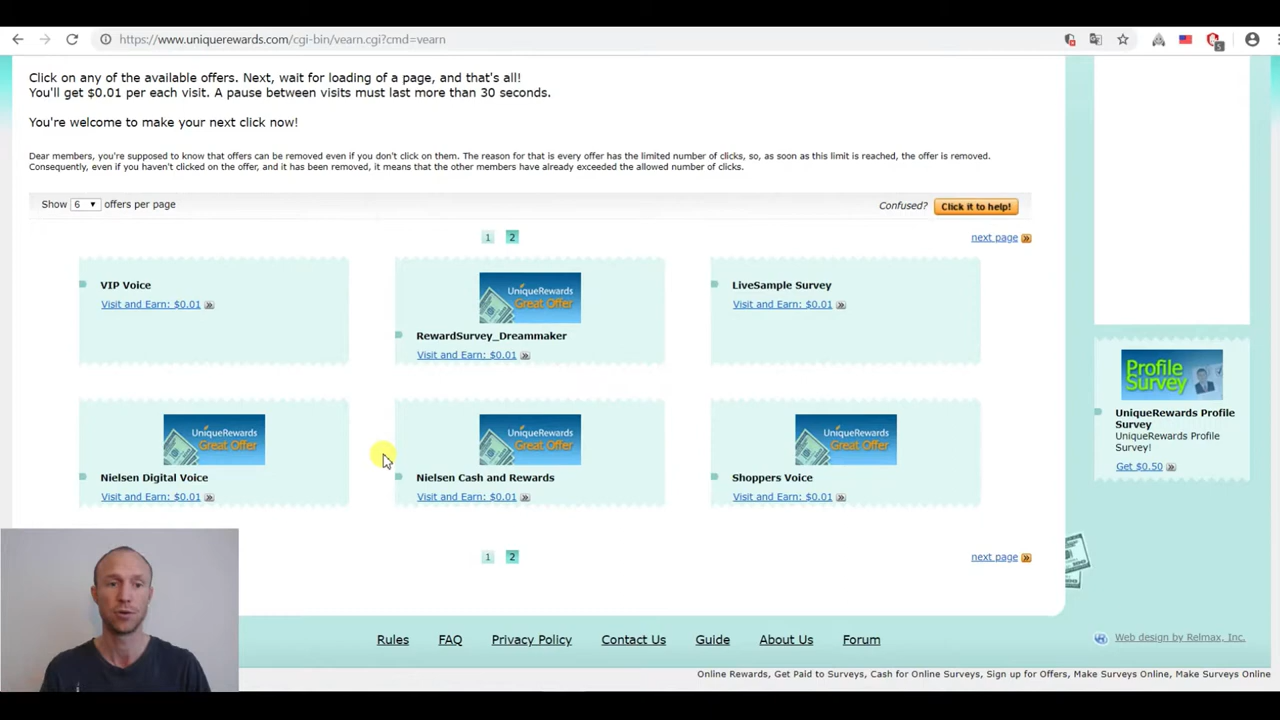 https://www.uniquerewards.com/cgi-bin/vearn.cgi?cmd=vearn
Click on any of the available offers. Next, wait for loading of a page, and that's all!
You'll get $0.01 per each visit. A pause between visits must last more than 30 seconds.
You're welcome to make your next click now!
Dear members, you're supposed to know that offers can be removed even if you don't click on them. The reason for that is every offer has the limited number of clicks, so, as soon as this limit is reached, the offer is removed.
Consequently, even if you haven't clicked on the offer, and it has been removed, it means that the other members have already exceeded the allowed number of clicks.
Show 6 offers per page
Confused? Click it to help!
1 2
next page
VIP Voice
Visit and Earn: $0.01
UniqueRewards
Great Offer
RewardSurvey_Dreammaker
Visit and Earn: $0.01
LiveSample Survey
Visit and Earn: $0.01
UniqueRewards
Great Offer
Nielsen Digital Voice
Visit and Earn: $0.01
UniqueRewards
Great Offer
Nielsen Cash and Rewards
Visit and Earn: $0.01
UniqueRewards
Great Offer
Shoppers Voice
Visit and Earn: $0.01
Profile
Survey
UniqueRewards Profile
Survey
UniqueRewards Profile
Survey!
Get $0.50
1 2
next page
Rules FAQ Privacy Policy Contact Us Guide About Us Forum
Web design by Relmax, Inc.
Online Rewards, Get Paid to Surveys, Cash for Online Surveys, Sign up for Offers, Make Surveys Online, Make Surveys Online